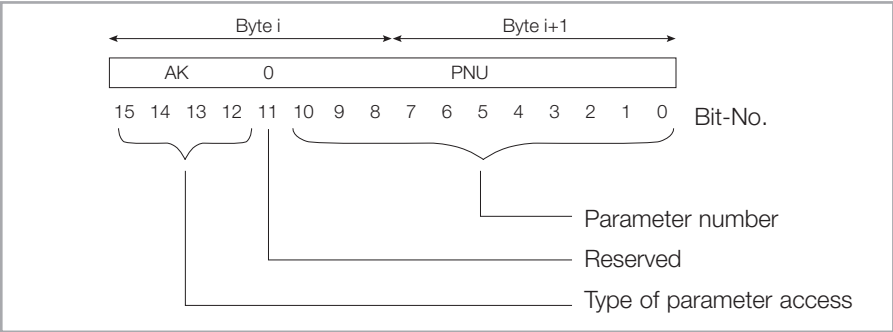 Byte i Byte i+1
AK 0 PNU
15 14 13 12 11 10 9 8 7 6 5 4 3 2 1 0 Bit-No.
Parameter number
Reserved
Type of parameter access